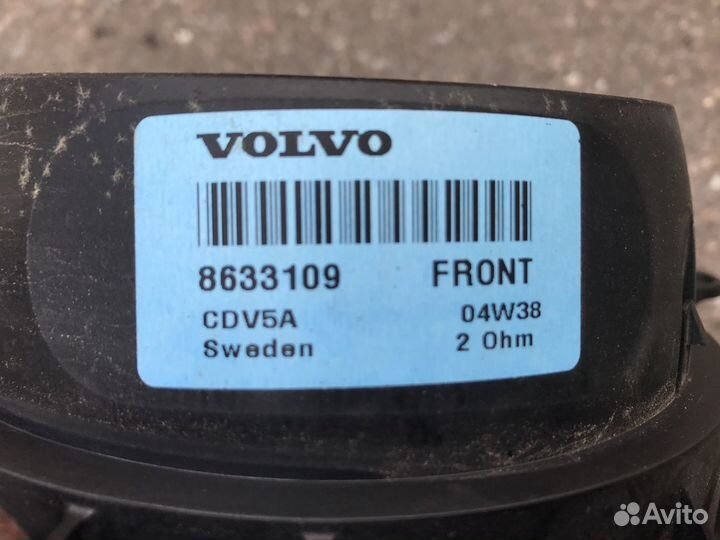 VOLVO
8633109 FRONT
CDV5A 04W38
Sweden 2 Ohm
Avito